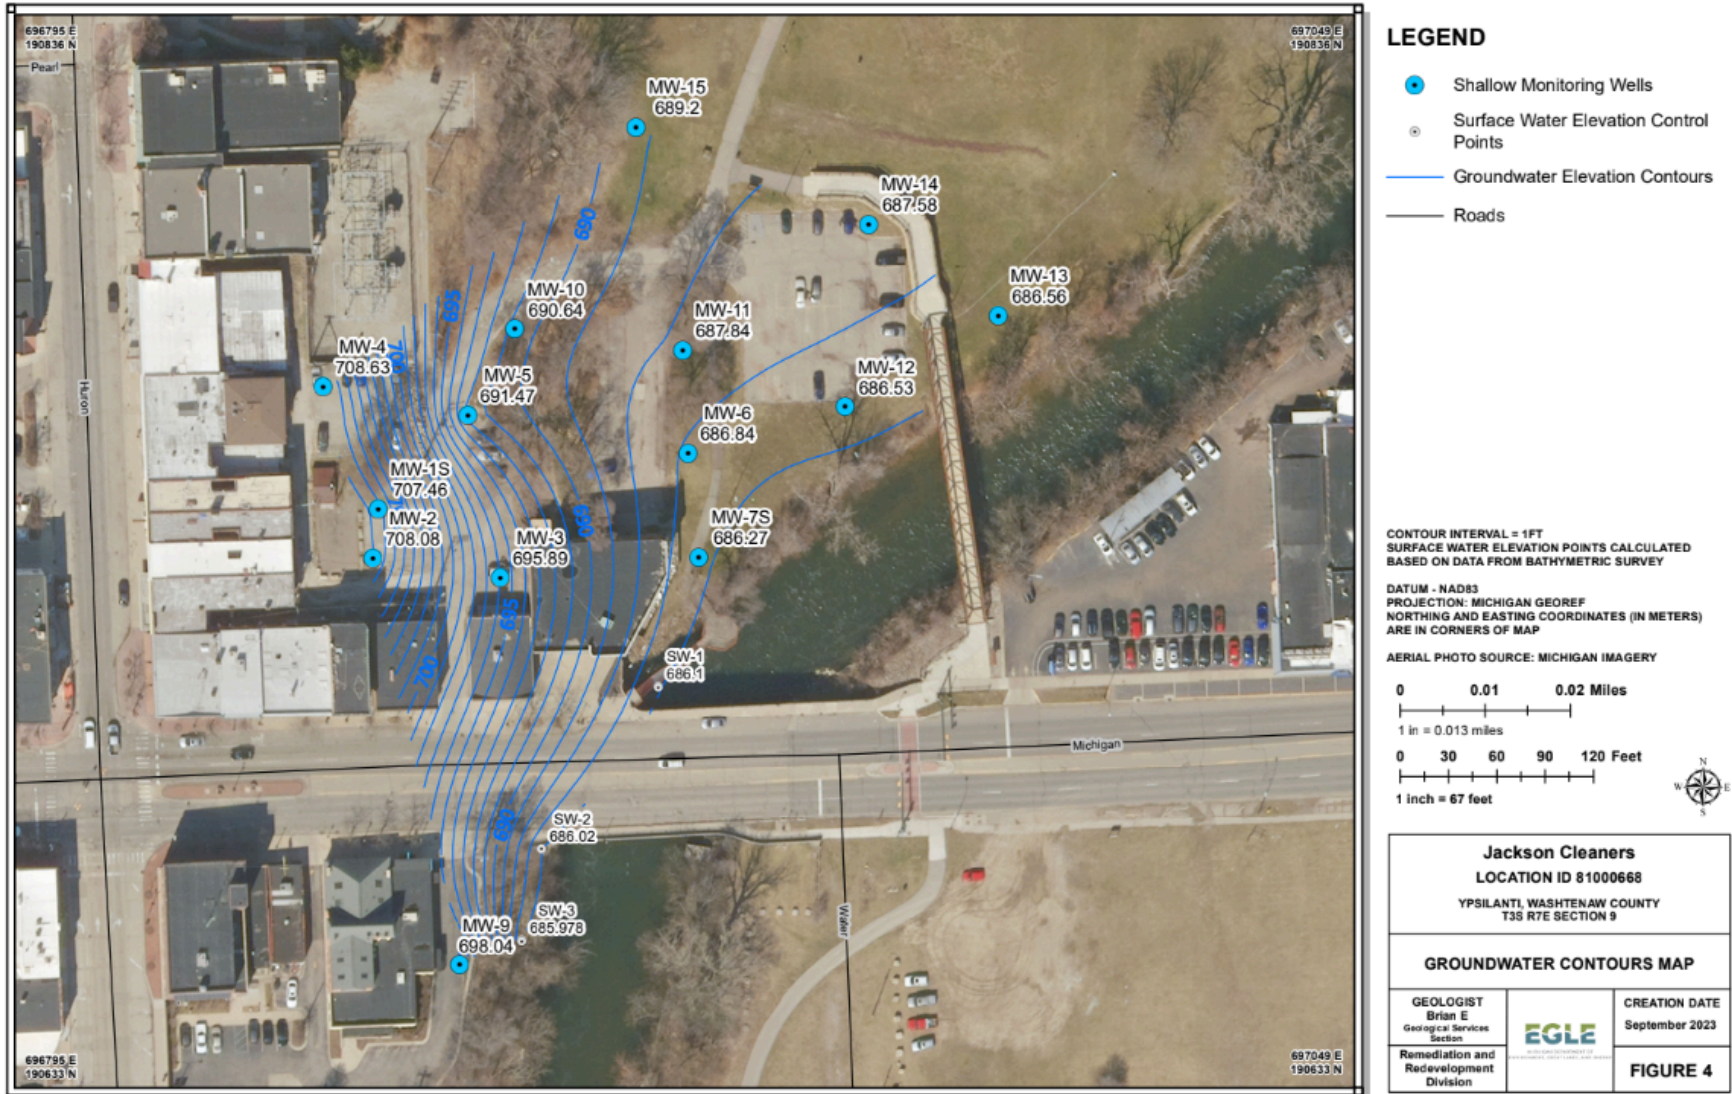 696795 E
190836 N
697049 E
190836 N
Pearl
MW-15
689.2
MW-14
687.58
690
MW-13
686.56
MW-10
690.64
695
MW-11
687.84
MW-4
708.63
700
MW-5
691.47
MW-12
686.53
Huron
MW-6
686.84
MW-1S
707.46
MW-2
708.08
690
MW-7S
686.27
MW-3
695.89
695
700
SW-1
686.1
Michigan
690
SW-2
686.02
Water
SW-3
685.978
MW-9
698.04
696795 E
190633 N
697049 E
190633 N
LEGEND
Shallow Monitoring Wells
Surface Water Elevation Control
Points
Groundwater Elevation Contours
Roads
CONTOUR INTERVAL = 1FT
SURFACE WATER ELEVATION POINTS CALCULATED
BASED ON DATA FROM BATHYMETRIC SURVEY
DATUM - NAD83
PROJECTION: MICHIGAN GEOREF
NORTHING AND EASTING COORDINATES (IN METERS)
ARE IN CORNERS OF MAP
AERIAL PHOTO SOURCE: MICHIGAN IMAGERY
0 0.01 0.02 Miles
1 in = 0.013 miles
0 30 60 90 120 Feet
1 inch = 67 feet
N
W E
S
Jackson Cleaners
LOCATION ID 81000668
YPSILANTI, WASHTENAW COUNTY
T3S R7E SECTION 9
GROUNDWATER CONTOURS MAP
GEOLOGIST
Brian E
Geological Services
Section
Remediation and
Redevelopment
Division
EGLE
CREATION DATE
September 2023
FIGURE 4